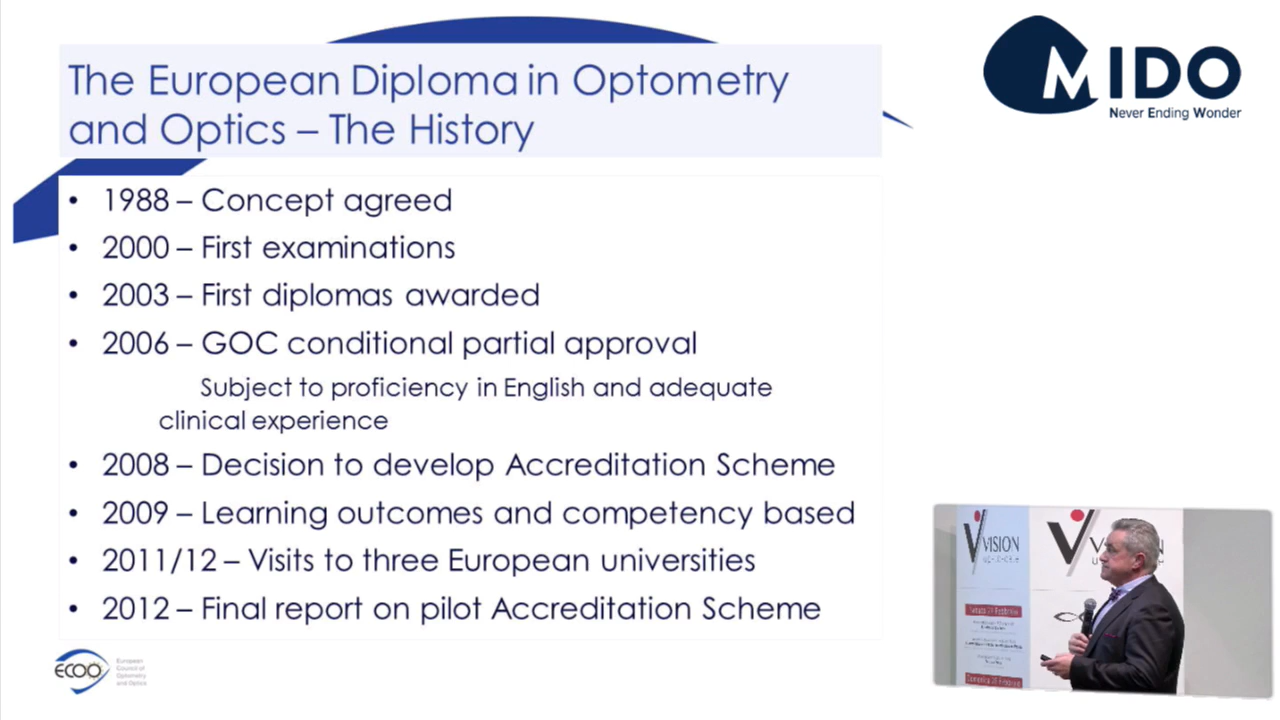 The European Diploma in Optometry
and Optics – The History
MIDO
Never Ending Wonder
• 1988 – Concept agreed
• 2000 – First examinations
• 2003 – First diplomas awarded
• 2006 – GOC conditional partial approval
Subject to proficiency in English and adequate
clinical experience
• 2008 – Decision to develop Accreditation Scheme
• 2009 – Learning outcomes and competency based
• 2011/12 – Visits to three European universities
• 2012 – Final report on pilot Accreditation Scheme
ECOO
European
Council of
Optometry
and Optics
VISION
VISION